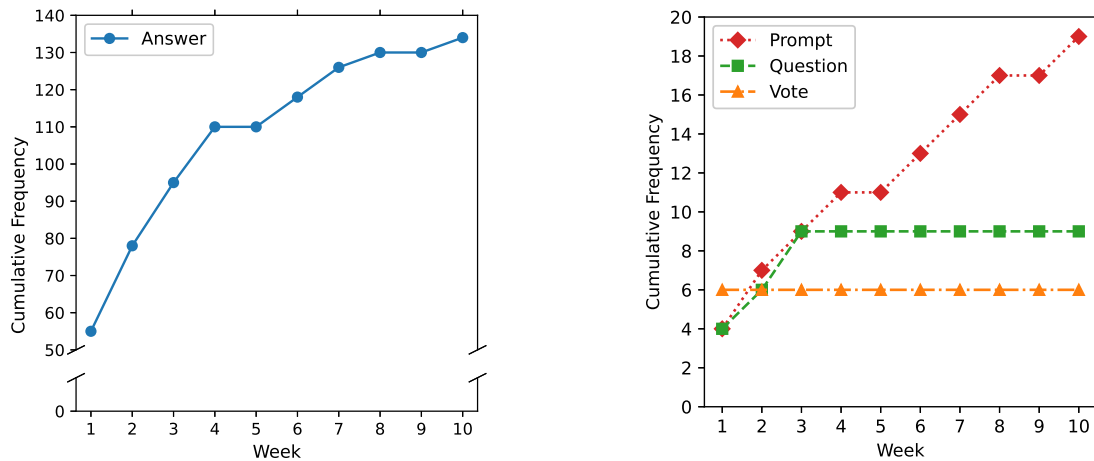 Answer
Cumulative Frequency
140
130
120
110
100
90
80
70
60
50
0
1 2 3 4 5 6 7 8 9 10
Week
Prompt
Question
Vote
Cumulative Frequency
20
18
16
14
12
10
8
6
4
2
0
1 2 3 4 5 6 7 8 9 10
Week